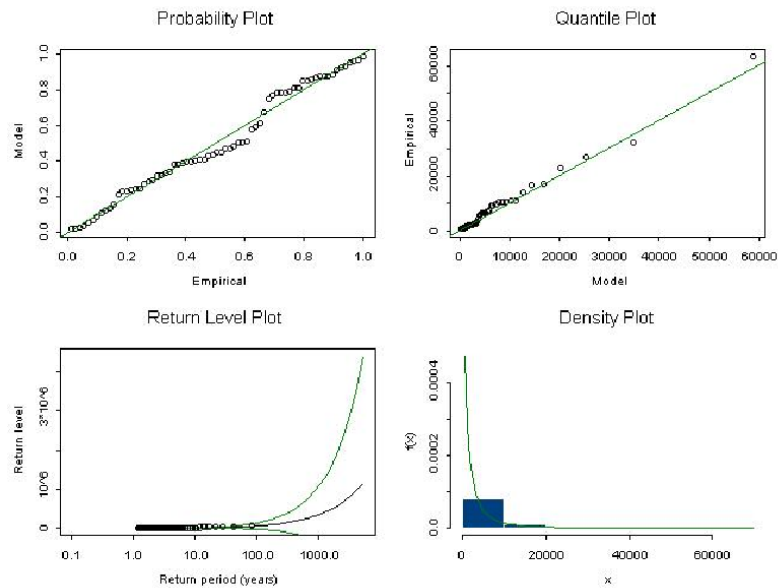 Probability Plot
Model
0.0 0.2 0.4 0.6 0.8 1.0
0.0 0.2 0.4 0.6 0.8 1.0
Empirical
Quantile Plot
Empirical
0 20000 40000 60000
0 10000 20000 30000 40000 50000 60000
Model
Return Level Plot
Return level
0 10^6 3*10^6
0.1 1.0 10.0 100.0 1000.0
Return period (years)
Density Plot
f(x)
0.0 0.0002 0.0004
0 20000 40000 60000
x